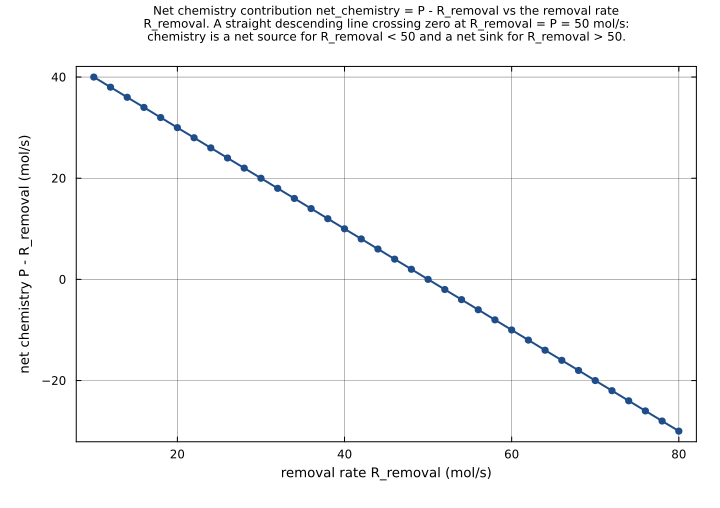 Net chemistry contribution net_chemistry = P - R_removal vs the removal rate
R_removal. A straight descending line crossing zero at R_removal = P = 50 mol/s:
chemistry is a net source for R_removal < 50 and a net sink for R_removal > 50.
net chemistry P - R_removal (mol/s)
40
20
0
−20
20
40
60
80
removal rate R_removal (mol/s)